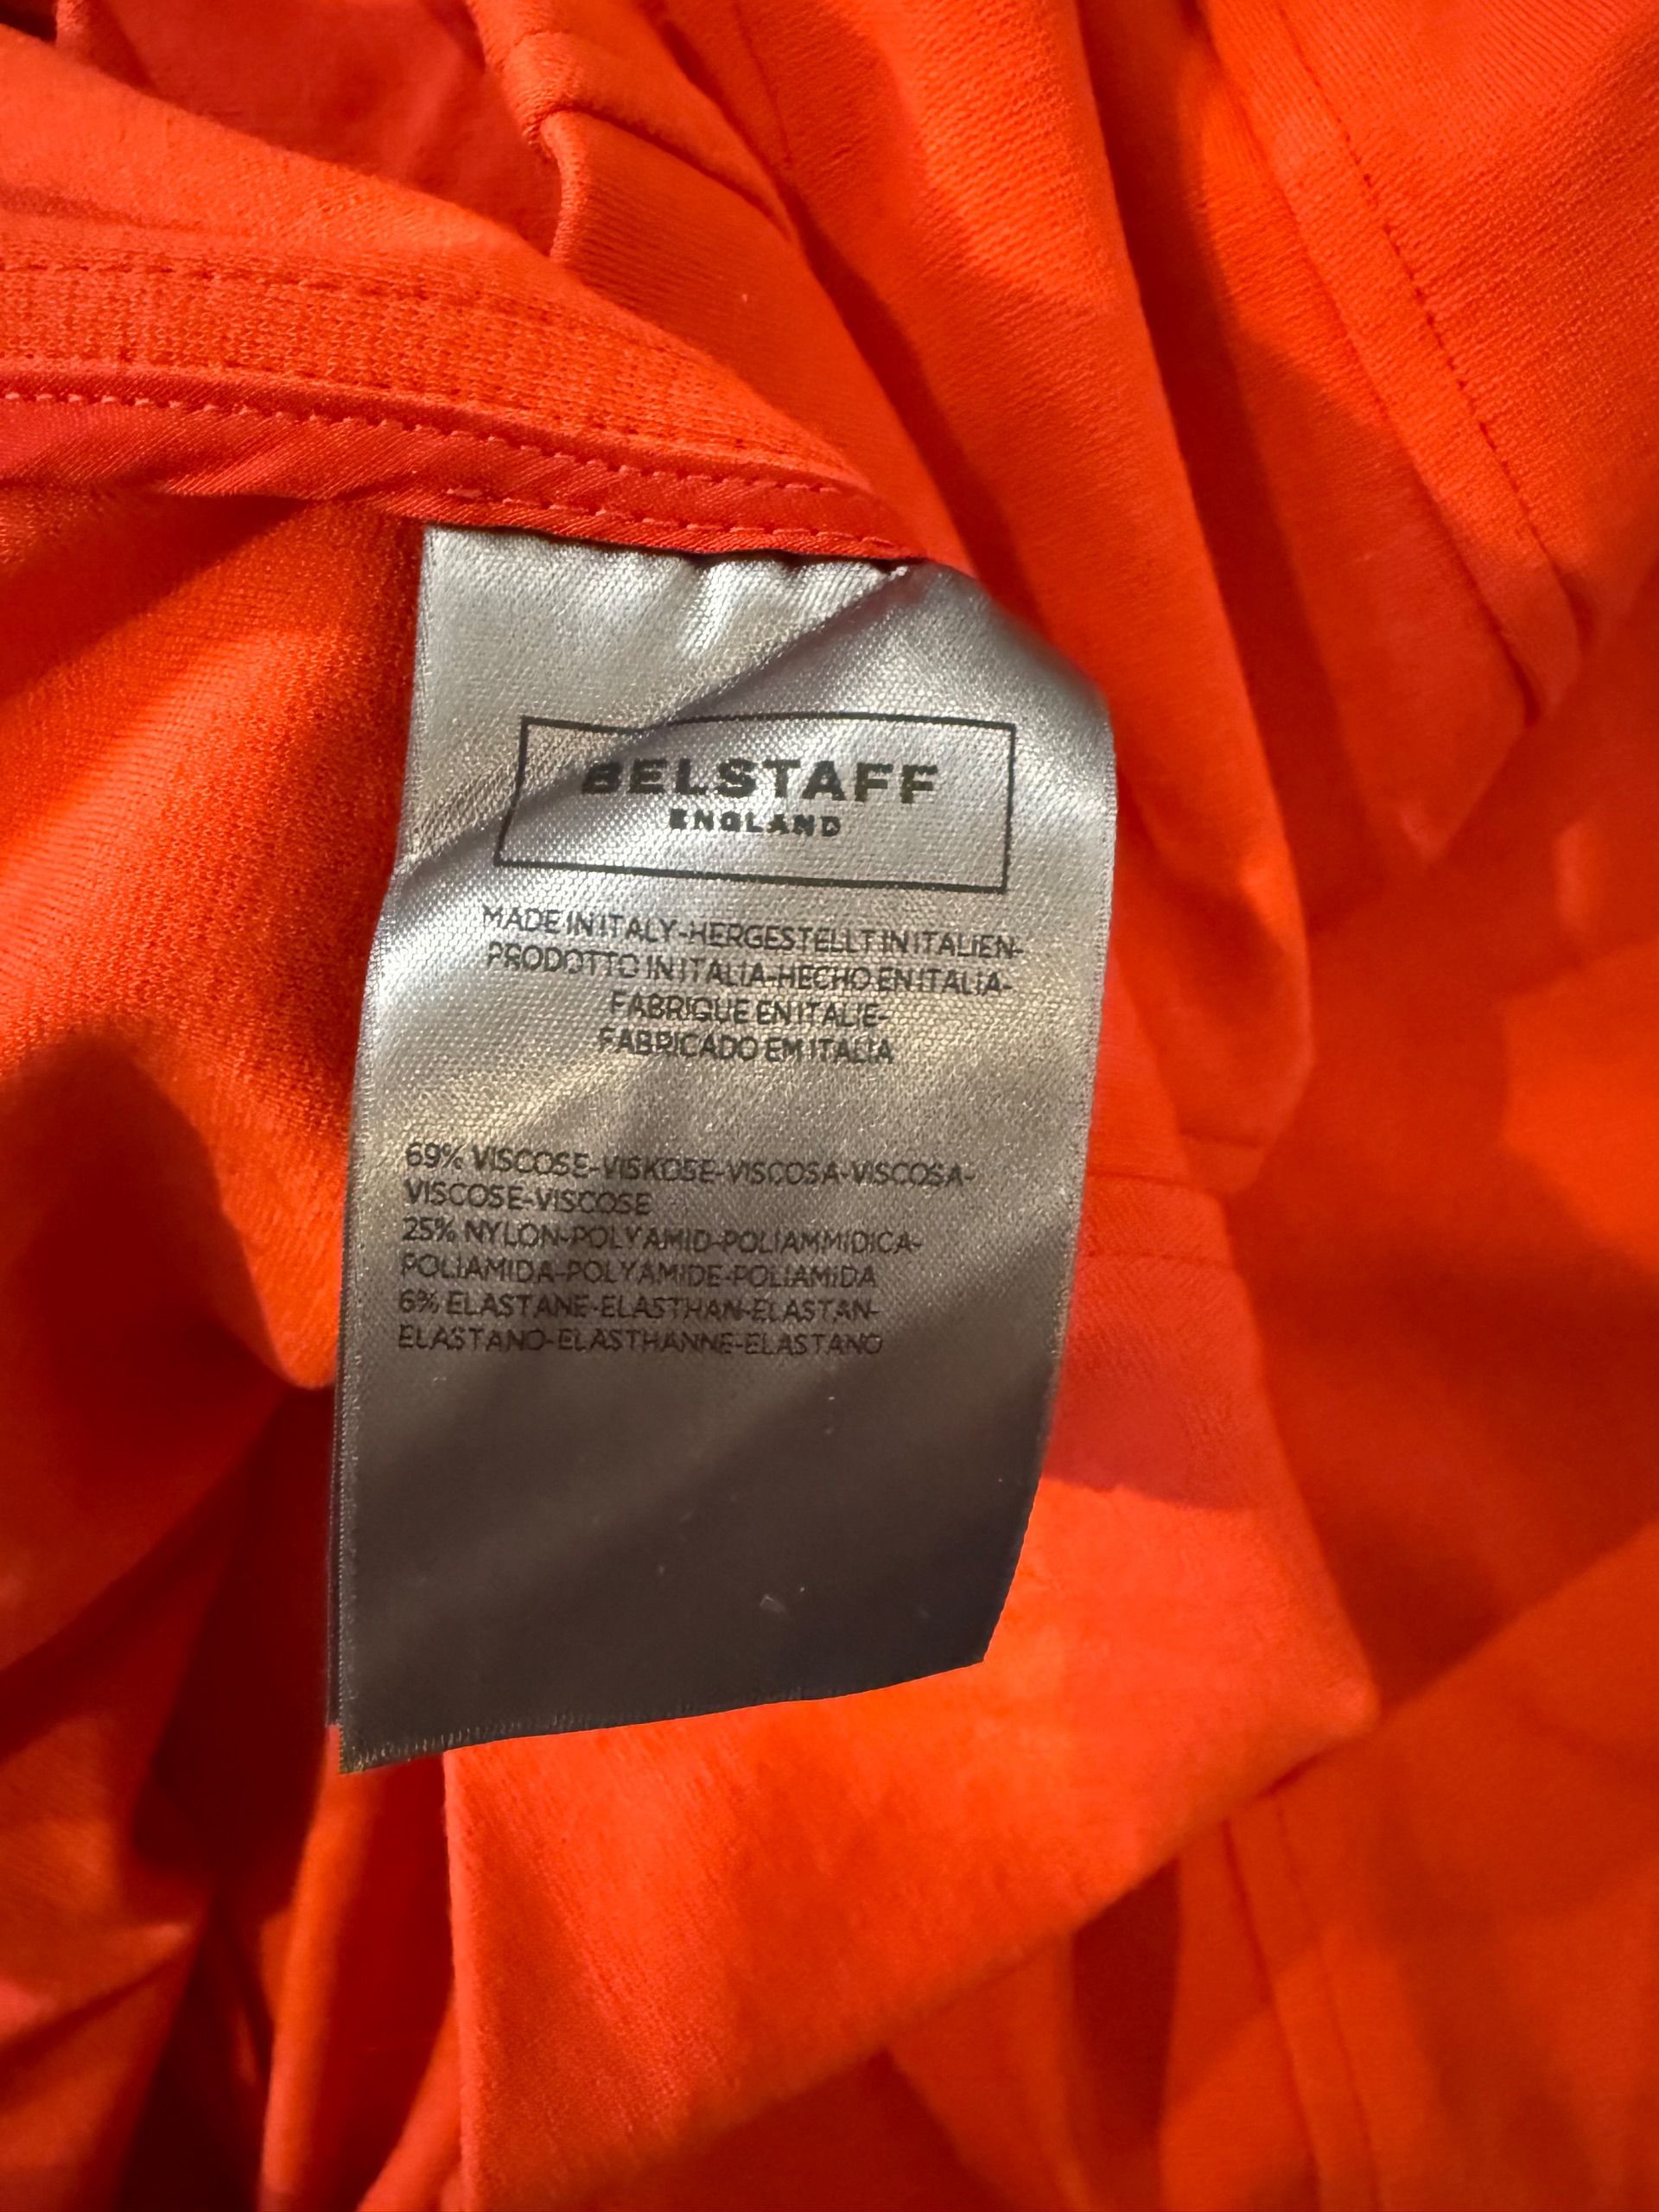 BELSTAFF
ENGLAND
MADE IN ITALY-HERGESTELLT IN ITALIEN-
PRODOTTO IN ITALIA-HECHO EN ITALIA-
FABRIQUE EN ITALIE-
FABRICADO EM ITALIA
69% VISCOSE-VISKOSE-VISCOSA-VISCOSA-
VISCOSE-VISCOSE
25% NYLON-POLYAMID-POLIAMMIDICA-
POLIAMIDA-POLYAMIDE-POLIAMIDA
6% ELASTANE-ELASTHAN-ELASTAN-
ELASTANO-ELASTHANNE-ELASTANO